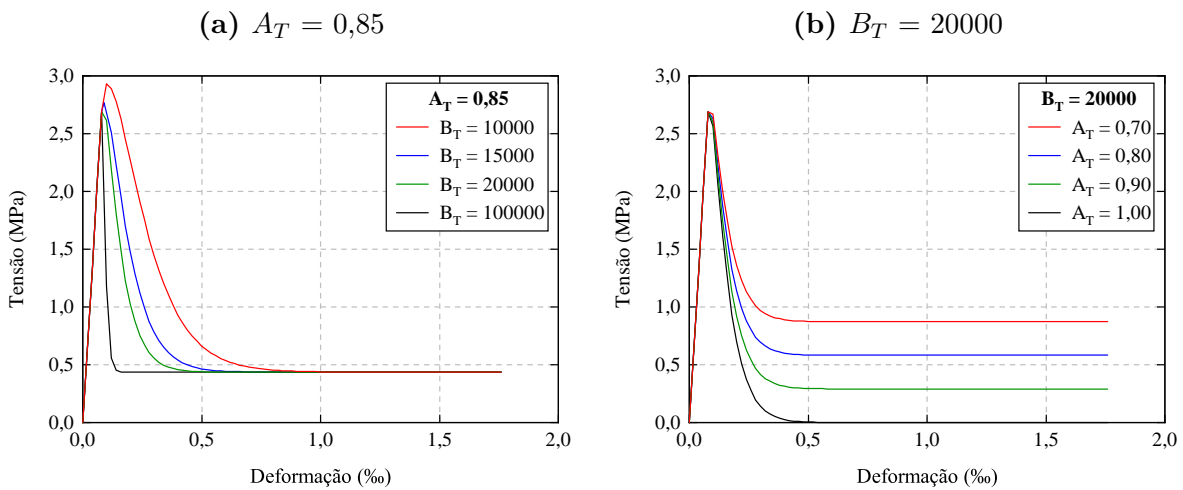 (a) A_T = 0,85
3,0
2,5
2,0
1,5
1,0
0,5
0,0
Tensão (MPa)
A_T = 0,85
B_T = 10000
B_T = 15000
B_T = 20000
B_T = 100000
0,0 0,5 1,0 1,5 2,0
Deformação (‰)
(b) B_T = 20000
3,0
2,5
2,0
1,5
1,0
0,5
0,0
Tensão (MPa)
B_T = 20000
A_T = 0,70
A_T = 0,80
A_T = 0,90
A_T = 1,00
0,0 0,5 1,0 1,5 2,0
Deformação (‰)